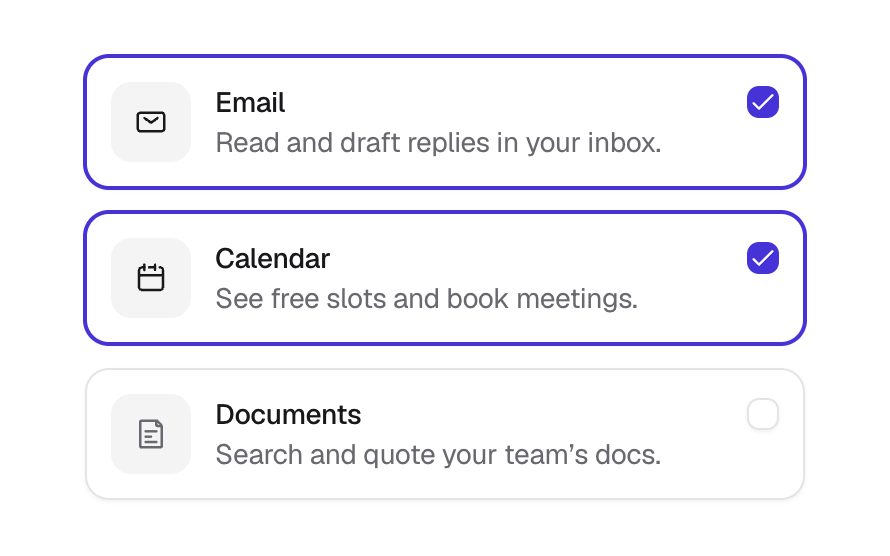 Email
Read and draft replies in your inbox.
Calendar
See free slots and book meetings.
Documents
Search and quote your team’s docs.